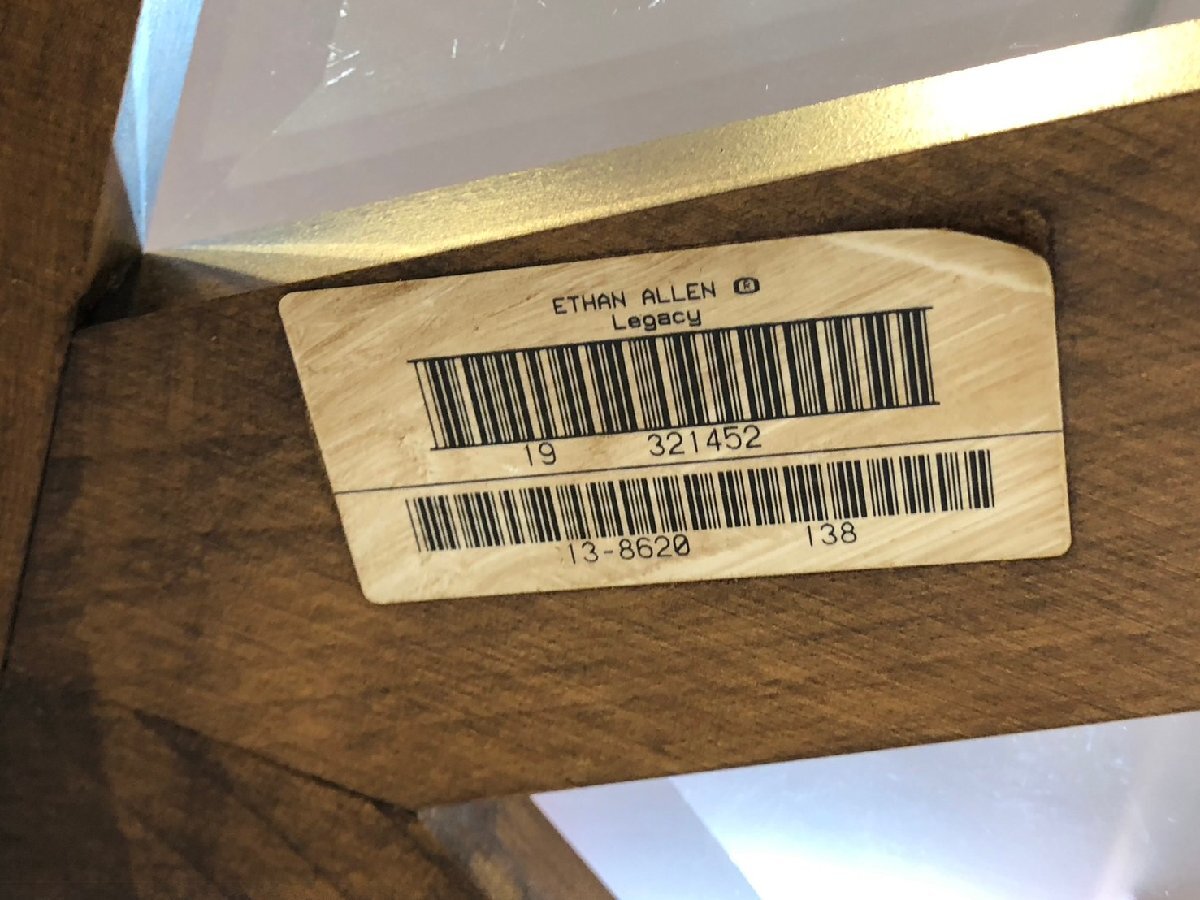 ETHAN ALLEN ®
Legacy
19 321452
13-8620 138